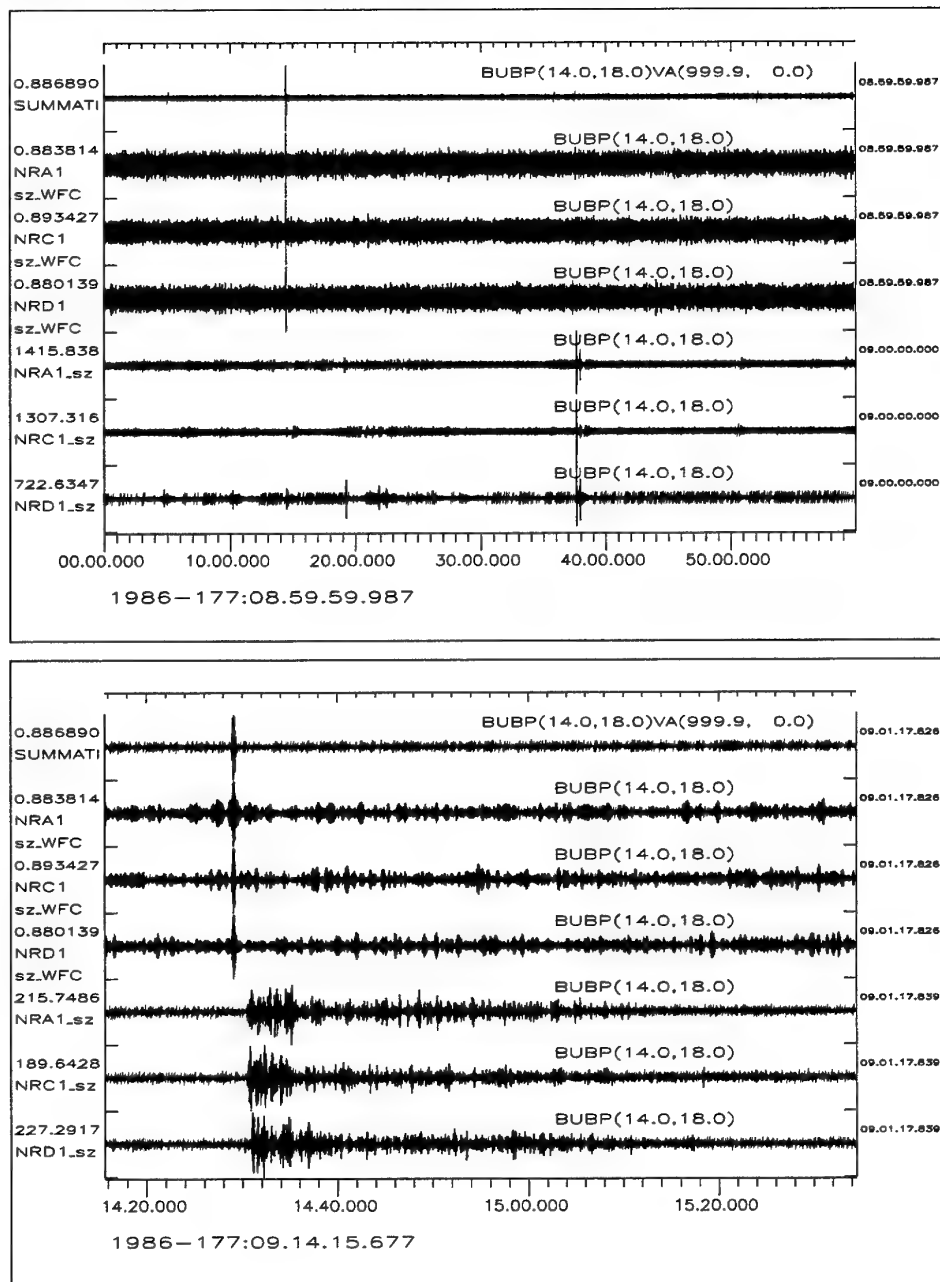 BUBP(14.0,18.0)VA(999.9, 0.0)
0.886890
SUMMATI
08.59.59.987
BUBP(14.0,18.0)
0.883814
NRA1
sz_WFC
08.59.59.987
BUBP(14.0,18.0)
0.893427
NRC1
sz_WFC
08.59.59.987
BUBP(14.0,18.0)
0.880139
NRD1
sz_WFC
08.59.59.987
BUBP(14.0,18.0)
1415.838
NRA1_sz
09.00.00.000
BUBP(14.0,18.0)
1307.316
NRC1_sz
09.00.00.000
BUBP(14.0,18.0)
722.6347
NRD1_sz
09.00.00.000
00.00.000 10.00.000 20.00.000 30.00.000 40.00.000 50.00.000
1986-177:08.59.59.987
BUBP(14.0,18.0)VA(999.9, 0.0)
0.886890
SUMMATI
09.01.17.826
BUBP(14.0,18.0)
0.883814
NRA1
sz_WFC
09.01.17.826
BUBP(14.0,18.0)
0.893427
NRC1
sz_WFC
09.01.17.826
BUBP(14.0,18.0)
0.880139
NRD1
sz_WFC
09.01.17.826
BUBP(14.0,18.0)
215.7486
NRA1_sz
09.01.17.839
BUBP(14.0,18.0)
189.6428
NRC1_sz
09.01.17.839
BUBP(14.0,18.0)
227.2917
NRD1_sz
09.01.17.839
14.20.000 14.40.000 15.00.000 15.20.000
1986-177:09.14.15.677